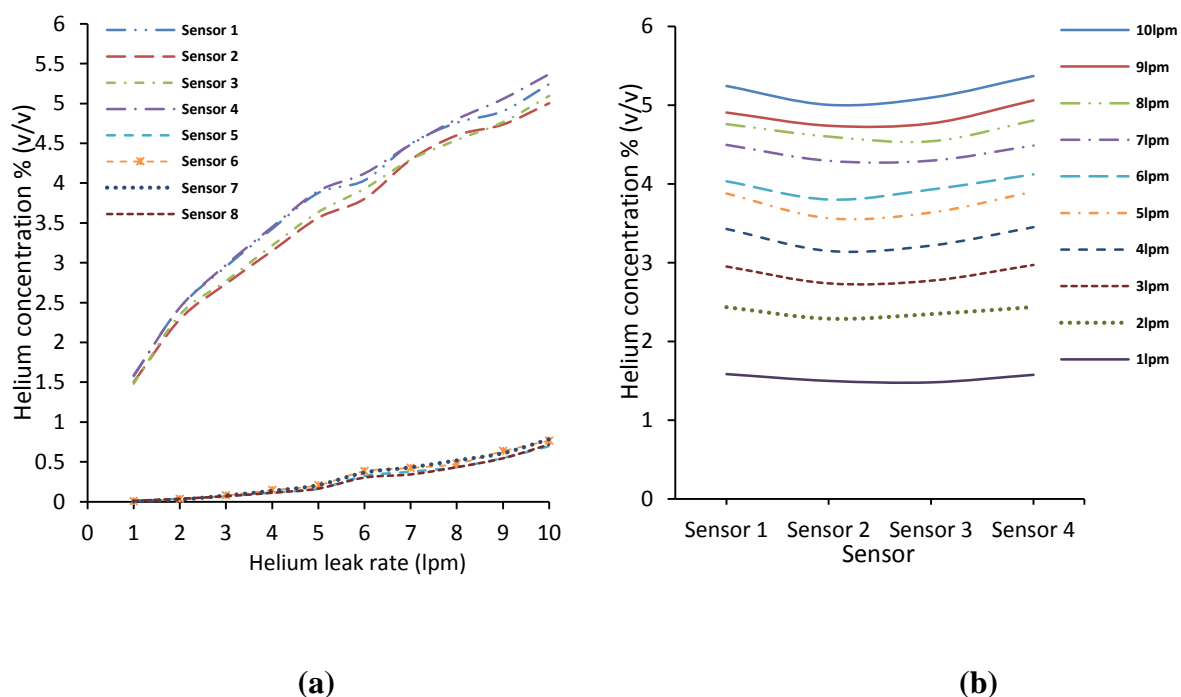 6
5.5
5
4.5
4
3.5
3
2.5
2
1.5
1
0.5
0
Helium concentration % (v/v)
Sensor 1
Sensor 2
Sensor 3
Sensor 4
Sensor 5
Sensor 6
Sensor 7
Sensor 8
0 1 2 3 4 5 6 7 8 9 10
Helium leak rate (lpm)
(a)
6
5
4
3
2
1
0
Helium concentration % (v/v)
10lpm
9lpm
8lpm
7lpm
6lpm
5lpm
4lpm
3lpm
2lpm
1lpm
Sensor 1 Sensor 2 Sensor 3 Sensor 4
Sensor
(b)